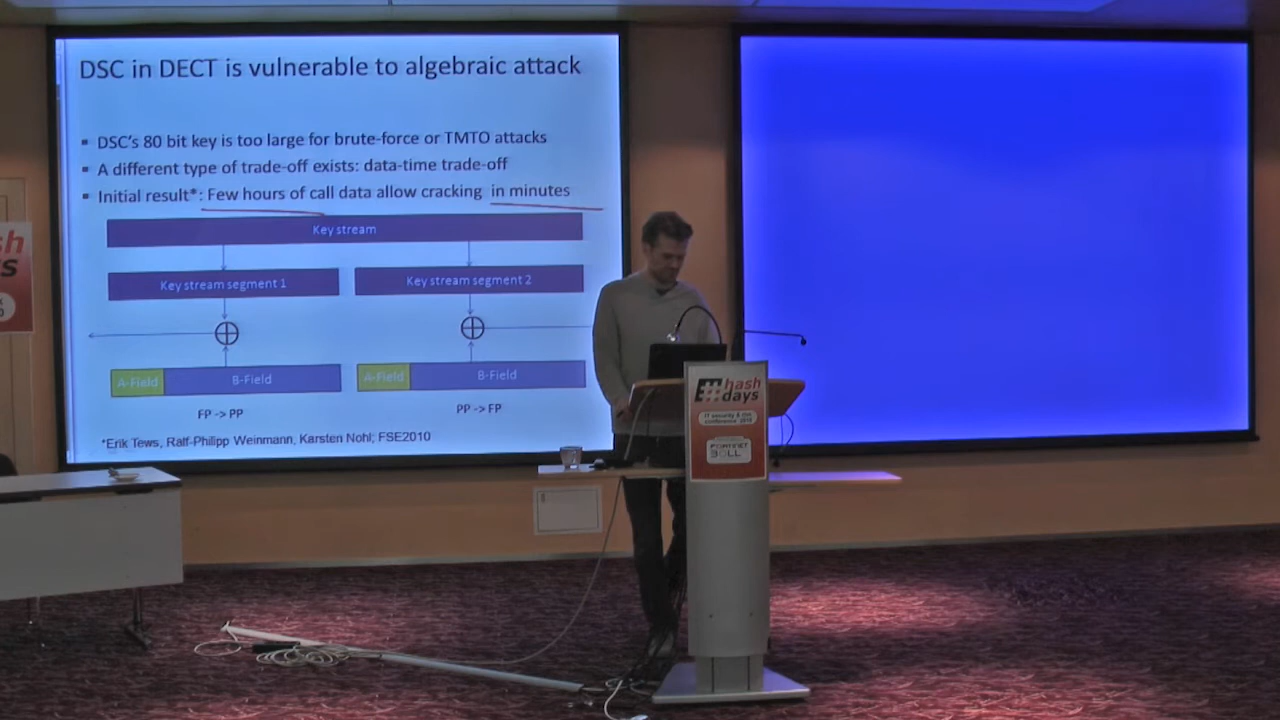 DSC in DECT is vulnerable to algebraic attack
▪ DSC's 80 bit key is too large for brute-force or TMTO attacks
▪ A different type of trade-off exists: data-time trade-off
▪ Initial result*: Few hours of call data allow cracking in minutes
Key stream
Key stream segment 1
Key stream segment 2
A-Field
B-Field
A-Field
B-Field
FP -> PP
PP -> FP
*Erik Tews, Ralf-Philipp Weinmann, Karsten Nohl; FSE2010
# hash
days
FORTINET
BOLL
sh
s